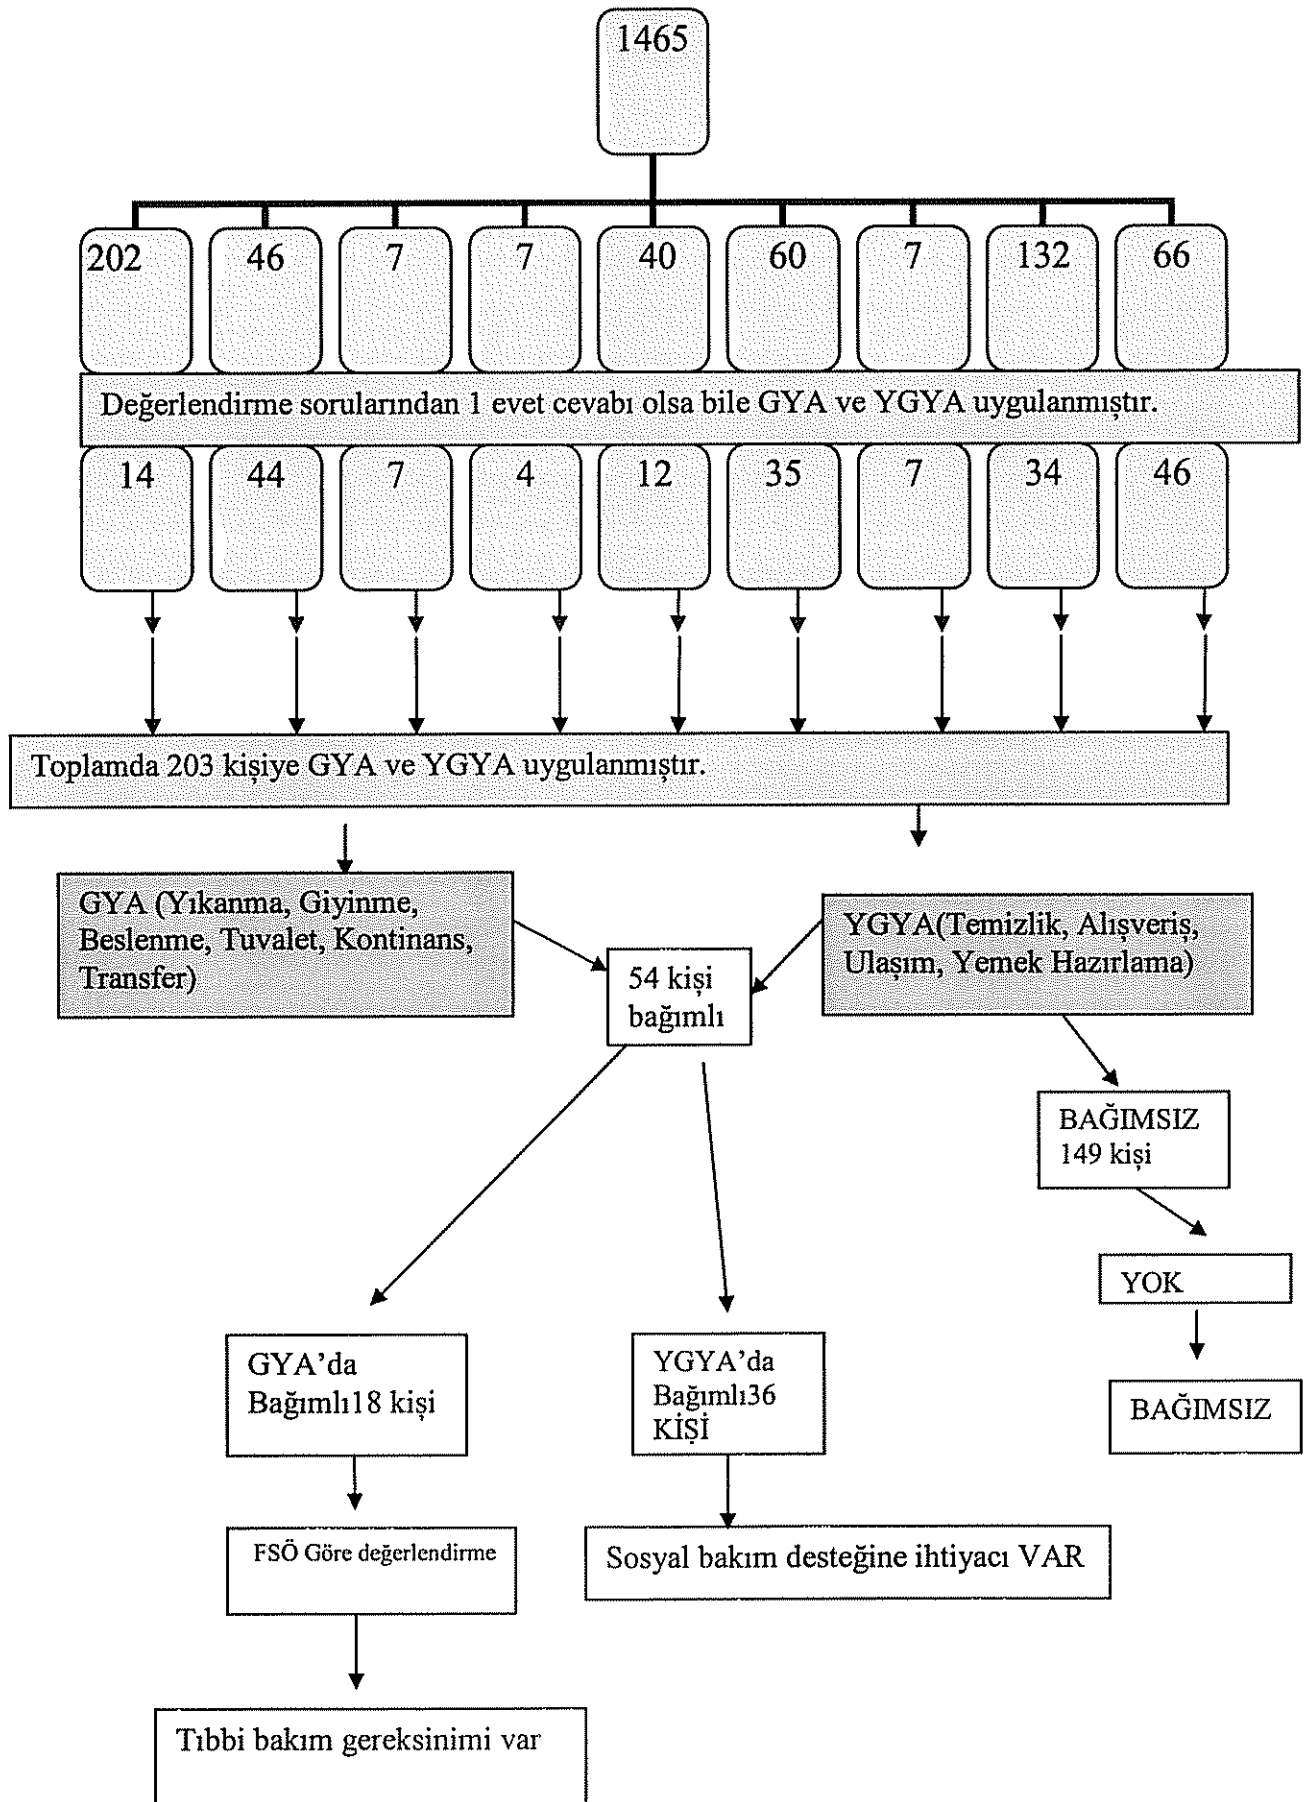 1465
202 46 7 7 40 60 7 132 66
Değerlendirme sorularından 1 evet cevabı olsa bile GYA ve YGYA uygulanmıştır.
14 44 7 4 12 35 7 34 46
Toplamda 203 kişiye GYA ve YGYA uygulanmıştır.
GYA (Yıkanma, Giyinme,
Beslenme, Tuvalet, Kontinans,
Transfer)
YGYA(Temizlik, Alışveriş,
Ulaşım, Yemek Hazırlama)
54 kişi
bağımlı
BAĞIMSIZ
149 kişi
YOK
BAĞIMSIZ
GYA’da
Bağımlı18 kişi
YGYA’da
Bağımlı36
KİŞİ
FSÖ Göre değerlendirme
Sosyal bakım desteğine ihtiyacı VAR
Tıbbi bakım gereksinimi var